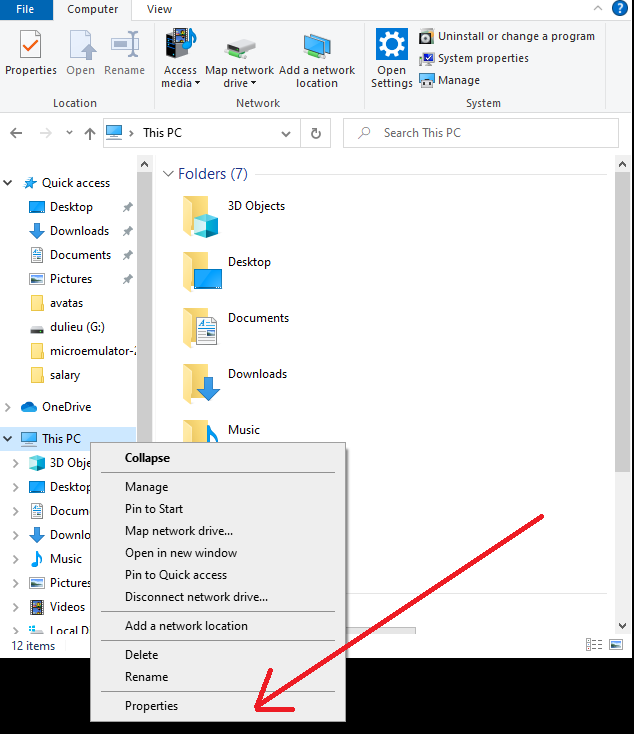 File
Computer
View
Properties
Open
Rename
Access media
Map network drive
Add a network location
Open Settings
Uninstall or change a program
System properties
Manage
Location
Network
System
This PC
Search This PC
Quick access
Desktop
Downloads
Documents
Pictures
avatas
dulieu (G:)
microemulator-2
salary
OneDrive
This PC
3D Obje
Desktop
Docum
Downlo
Music
Pictures
Videos
Local D
12 items
Folders (7)
3D Objects
Desktop
Documents
Downloads
Music
Collapse
Manage
Pin to Start
Map network drive...
Open in new window
Pin to Quick access
Disconnect network drive...
Add a network location
Delete
Rename
Properties